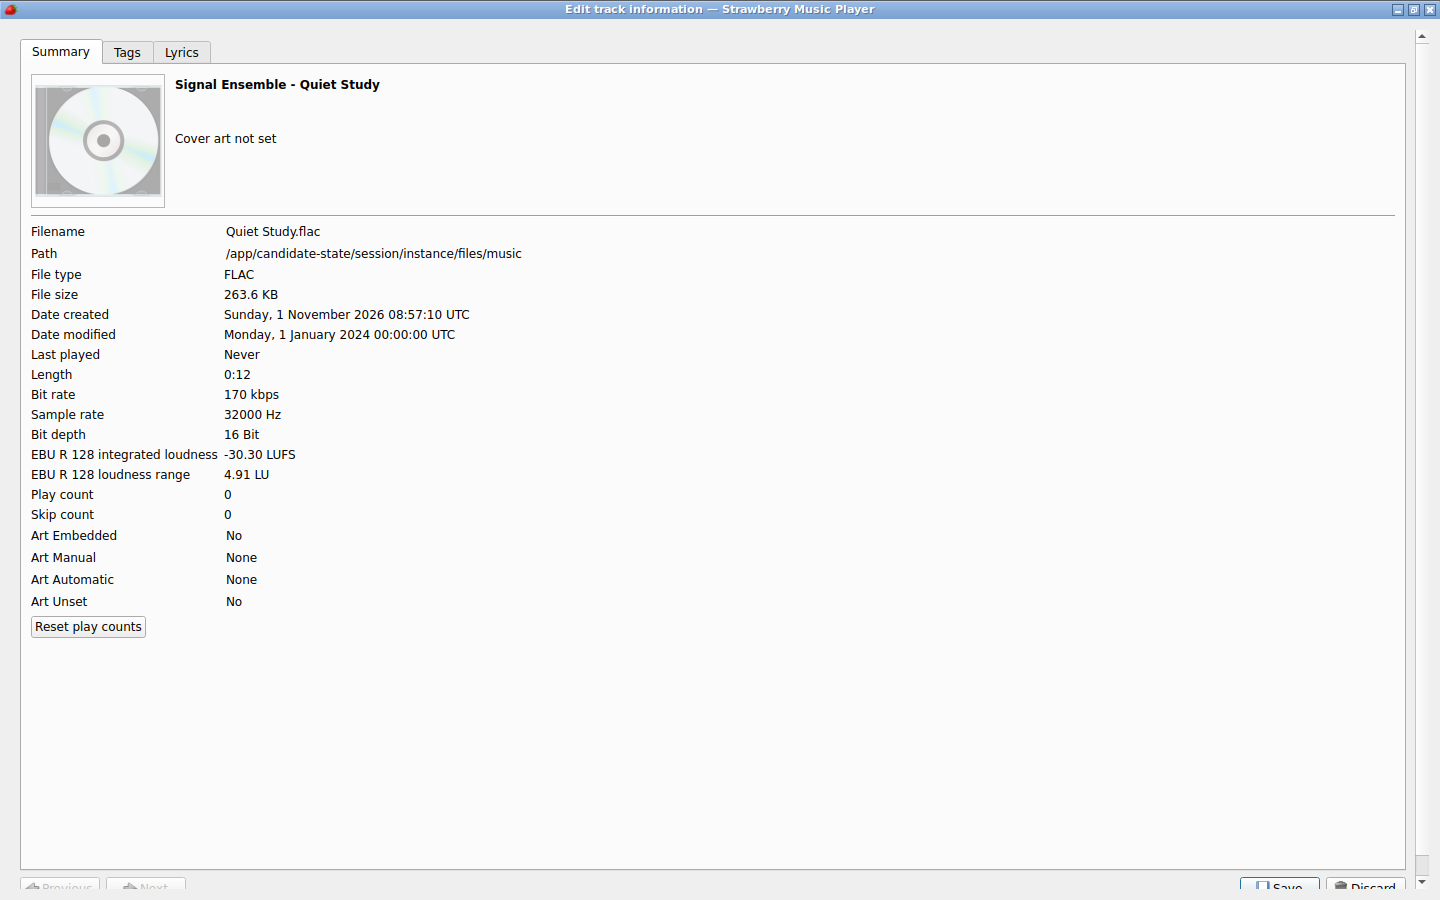 Edit track information — Strawberry Music Player
Summary Tags Lyrics
Signal Ensemble - Quiet Study
Cover art not set
Filename Quiet Study.flac
Path /app/candidate-state/session/instance/files/music
File type FLAC
File size 263.6 KB
Date created Sunday, 1 November 2026 08:57:10 UTC
Date modified Monday, 1 January 2024 00:00:00 UTC
Last played Never
Length 0:12
Bit rate 170 kbps
Sample rate 32000 Hz
Bit depth 16 Bit
EBU R 128 integrated loudness -30.30 LUFS
EBU R 128 loudness range 4.91 LU
Play count 0
Skip count 0
Art Embedded No
Art Manual None
Art Automatic None
Art Unset No
Reset play counts
Previous Next Save Discard